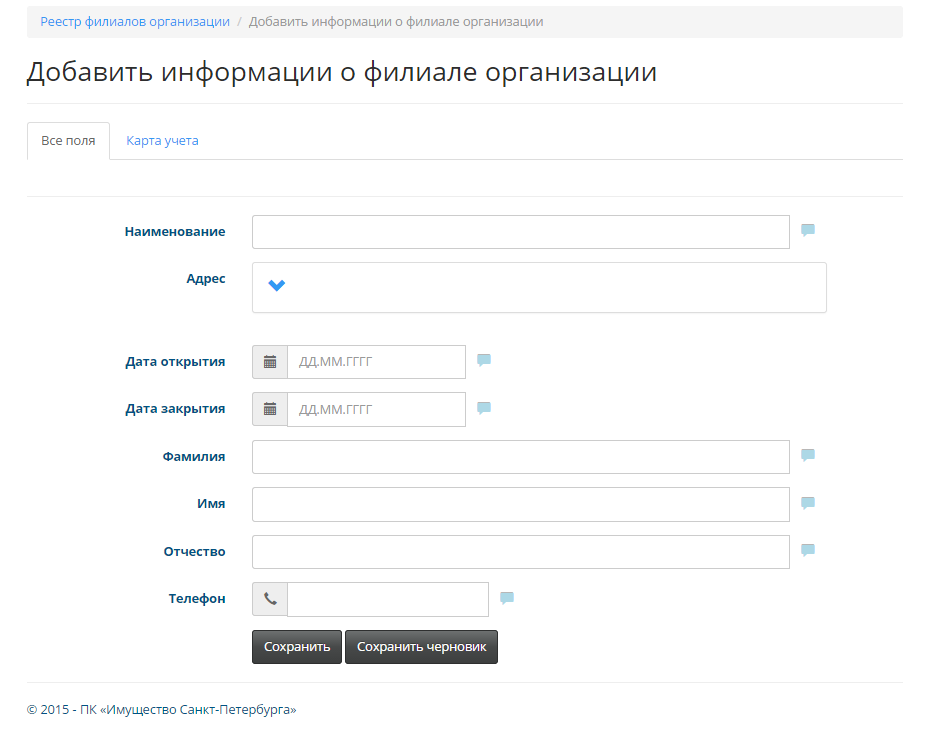 Реестр филиалов организации / Добавить информации о филиале организации
Добавить информации о филиале организации
Все поля Карта учета
Наименование
Адрес
Дата открытия ДД.ММ.ГГГГ
Дата закрытия ДД.ММ.ГГГГ
Фамилия
Имя
Отчество
Телефон
Сохранить Сохранить черновик
© 2015 - ПК «Имущество Санкт-Петербурга»